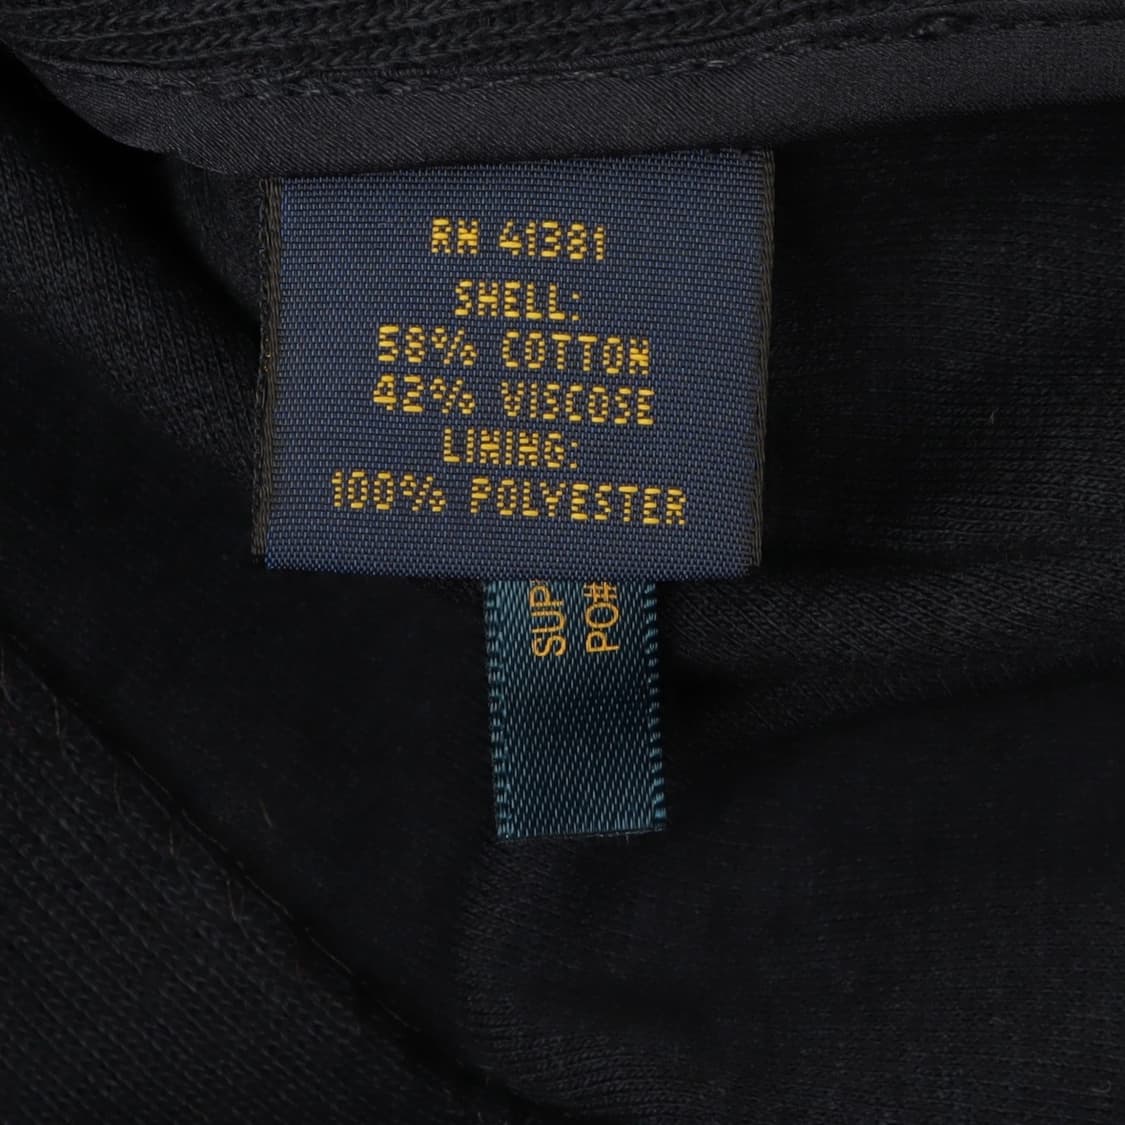 RN 41381
SHELL:
58% COTTON
42% VISCOSE
LINING:
100% POLYESTER
SUP
PO#